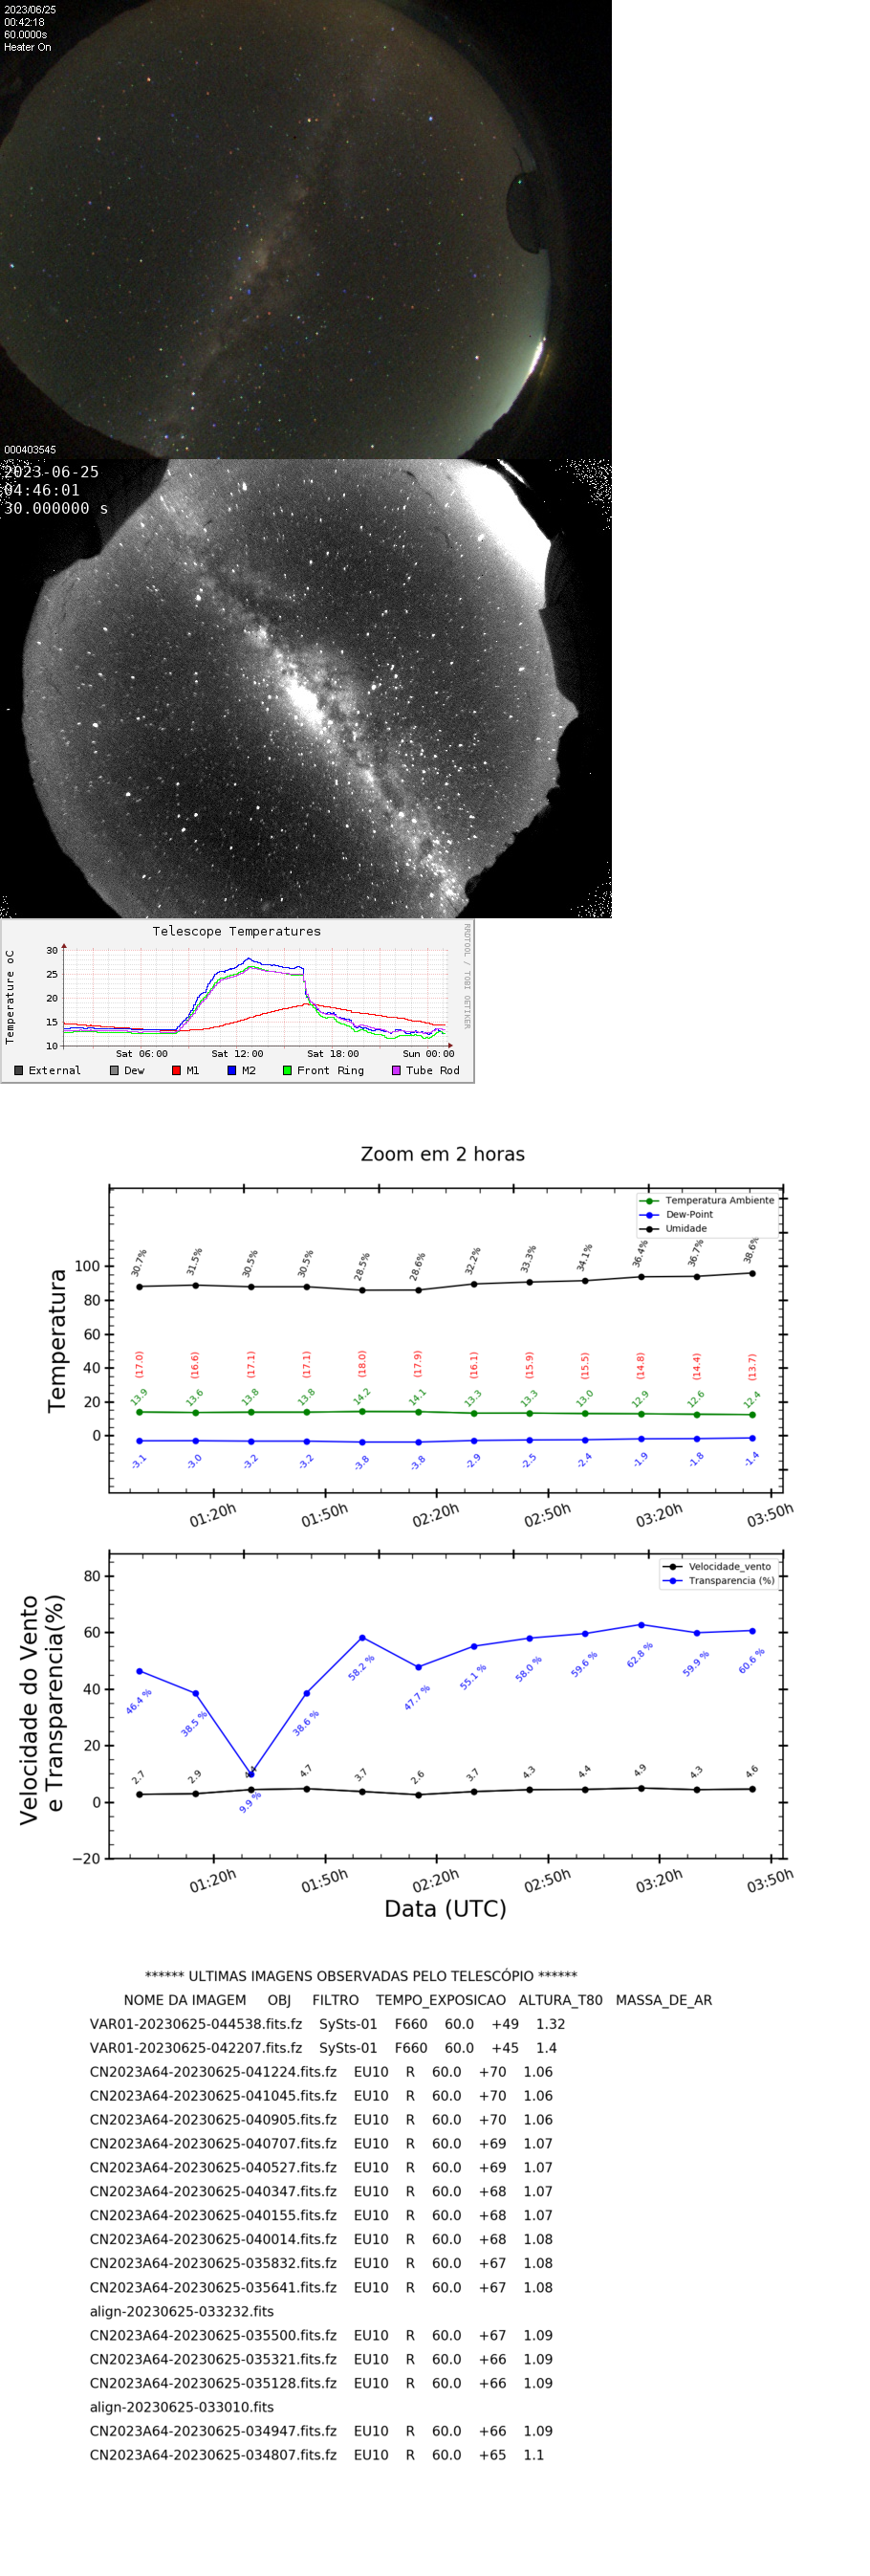 2023/06/25
00:42:18
60.0000s
Heater On
000403545
2023-06-25
04:46:01
30.000000 s
Telescope Temperatures
RRDTOOL / TOBI OETIKER
Temperature oC
30
25
20
15
10
Sat 06:00 Sat 12:00 Sat 18:00 Sun 00:00
External Dew M1 M2 Front Ring Tube Rod
Zoom em 2 horas
Temperatura Ambiente
Dew-Point
Umidade
Temperatura
100
80
60
40
20
0
30.7% 31.5% 30.5% 30.5% 28.5% 28.6% 32.2% 33.3% 34.1% 36.4% 36.7% 38.6%
(17.0) (16.6) (17.1) (17.1) (18.0) (17.9) (16.1) (15.9) (15.5) (14.8) (14.4) (13.7)
13.9 13.6 13.8 13.8 14.2 14.1 13.3 13.3 13.0 12.9 12.6 12.4
-3.1 -3.0 -3.2 -3.2 -3.8 -3.8 -2.9 -2.5 -2.4 -1.9 -1.8 -1.4
01:20h 01:50h 02:20h 02:50h 03:20h 03:50h
Velocidade_vento
Transparencia (%)
Velocidade do Vento
e Transparencia(%)
80
60
40
20
0
−20
46.4 % 38.5 % 9.9 % 38.6 % 58.2 % 47.7 % 55.1 % 58.0 % 59.6 % 62.8 % 59.9 % 60.6 %
2.7 2.9 4.4 4.7 3.7 2.6 3.7 4.3 4.4 4.9 4.3 4.6
01:20h 01:50h 02:20h 02:50h 03:20h 03:50h
Data (UTC)
****** ULTIMAS IMAGENS OBSERVADAS PELO TELESCÓPIO ******
NOME DA IMAGEM OBJ FILTRO TEMPO_EXPOSICAO ALTURA_T80 MASSA_DE_AR
VAR01-20230625-044538.fits.fz SySts-01 F660 60.0 +49 1.32
VAR01-20230625-042207.fits.fz SySts-01 F660 60.0 +45 1.4
CN2023A64-20230625-041224.fits.fz EU10 R 60.0 +70 1.06
CN2023A64-20230625-041045.fits.fz EU10 R 60.0 +70 1.06
CN2023A64-20230625-040905.fits.fz EU10 R 60.0 +70 1.06
CN2023A64-20230625-040707.fits.fz EU10 R 60.0 +69 1.07
CN2023A64-20230625-040527.fits.fz EU10 R 60.0 +69 1.07
CN2023A64-20230625-040347.fits.fz EU10 R 60.0 +68 1.07
CN2023A64-20230625-040155.fits.fz EU10 R 60.0 +68 1.07
CN2023A64-20230625-040014.fits.fz EU10 R 60.0 +68 1.08
CN2023A64-20230625-035832.fits.fz EU10 R 60.0 +67 1.08
CN2023A64-20230625-035641.fits.fz EU10 R 60.0 +67 1.08
align-20230625-033232.fits
CN2023A64-20230625-035500.fits.fz EU10 R 60.0 +67 1.09
CN2023A64-20230625-035321.fits.fz EU10 R 60.0 +66 1.09
CN2023A64-20230625-035128.fits.fz EU10 R 60.0 +66 1.09
align-20230625-033010.fits
CN2023A64-20230625-034947.fits.fz EU10 R 60.0 +66 1.09
CN2023A64-20230625-034807.fits.fz EU10 R 60.0 +65 1.1